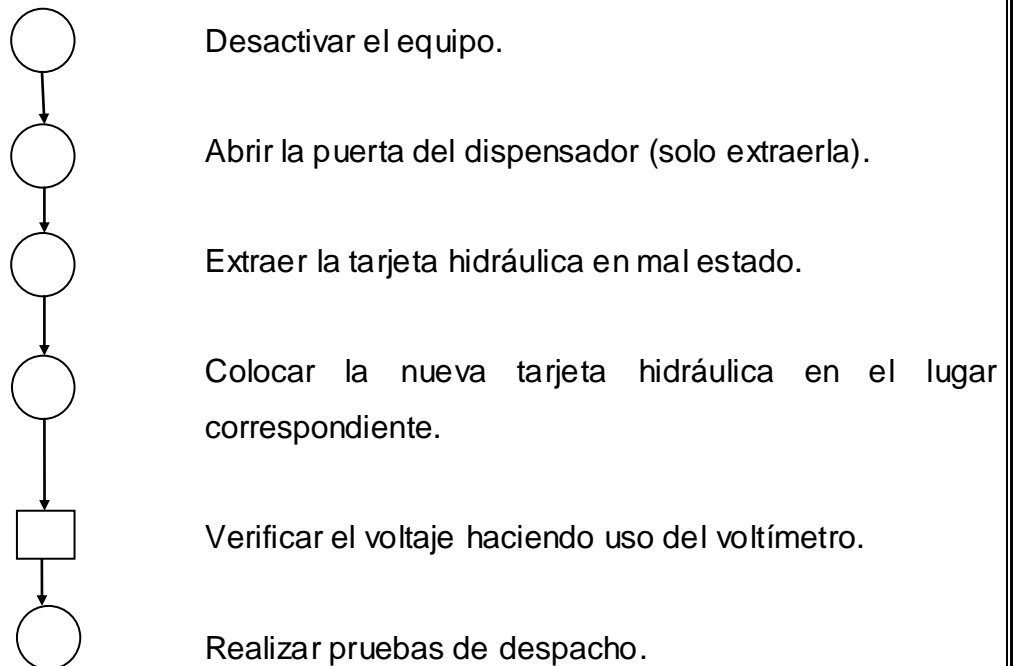 Desactivar el equipo.
Abrir la puerta del dispensador (solo extraerla).
Extraer la tarjeta hidráulica en mal estado.
Colocar la nueva tarjeta hidráulica en el lugar
correspondiente.
Verificar el voltaje haciendo uso del voltímetro.
Realizar pruebas de despacho.